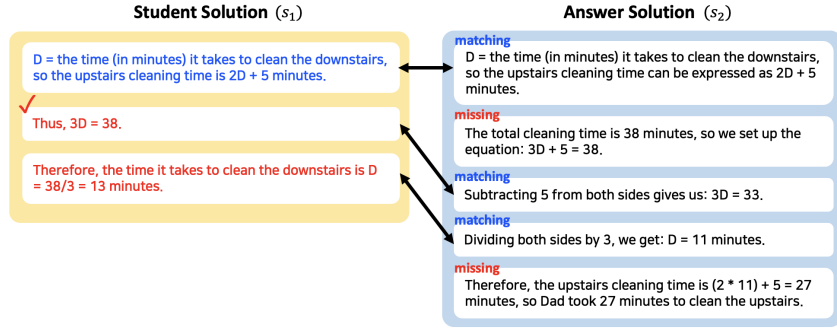 Student Solution (s₁)
D = the time (in minutes) it takes to clean the downstairs,
so the upstairs cleaning time is 2D + 5 minutes.
Thus, 3D = 38.
Therefore, the time it takes to clean the downstairs is D
= 38/3 = 13 minutes.
Answer Solution (s₂)
matching
D = the time (in minutes) it takes to clean the downstairs,
so the upstairs cleaning time can be expressed as 2D + 5
minutes.
missing
The total cleaning time is 38 minutes, so we set up the
equation: 3D + 5 = 38.
matching
Subtracting 5 from both sides gives us: 3D = 33.
matching
Dividing both sides by 3, we get: D = 11 minutes.
missing
Therefore, the upstairs cleaning time is (2 * 11) + 5 = 27
minutes, so Dad took 27 minutes to clean the upstairs.